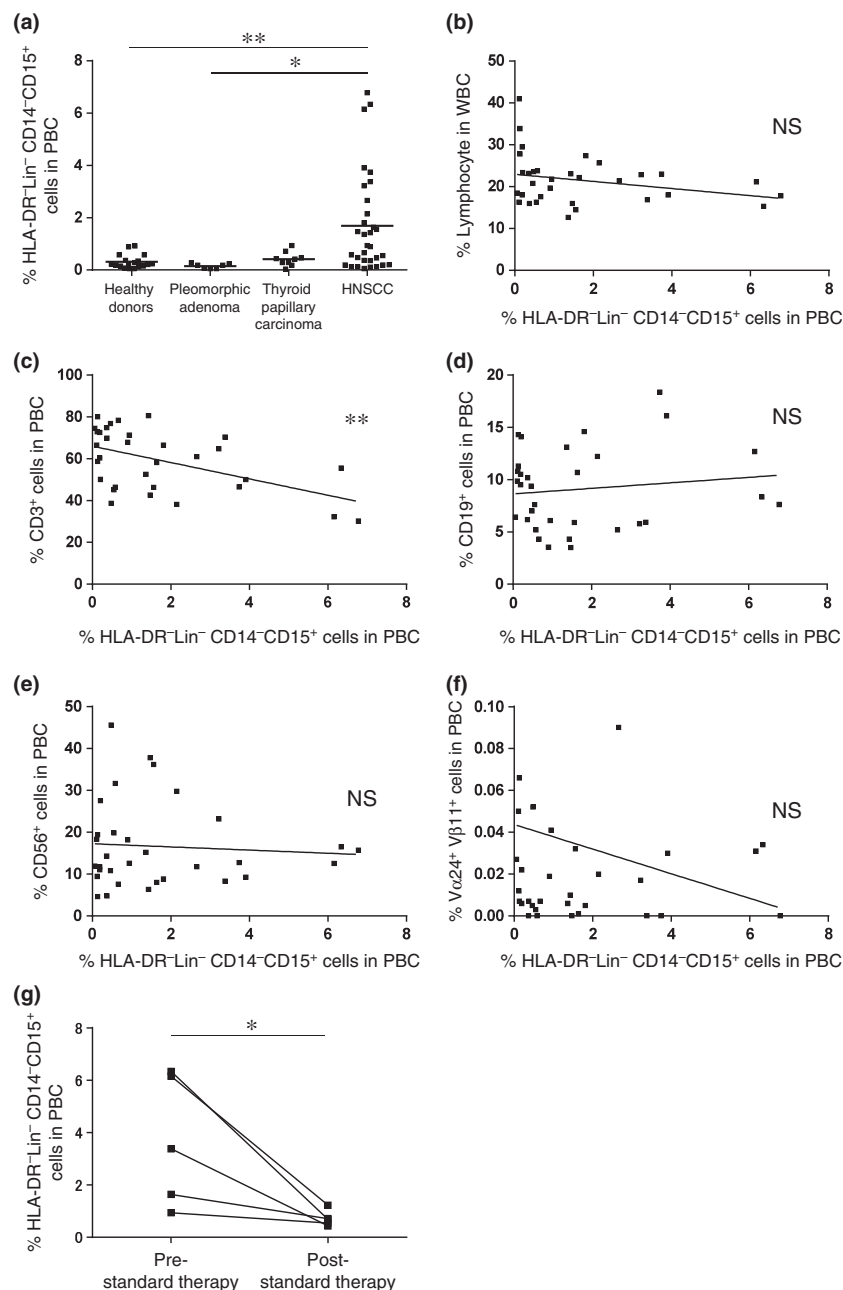 (a)
% HLA-DR⁻Lin⁻ CD14⁻CD15⁺
cells in PBC
**
*
8
6
4
2
0
Healthy
donors
Pleomorphic
adenoma
Thyroid
papillary
carcinoma
HNSCC
(b)
% Lymphocyte in WBC
50
40
30
20
10
0
NS
0 2 4 6 8
% HLA-DR⁻Lin⁻ CD14⁻CD15⁺ cells in PBC
(c)
% CD3⁺ cells in PBC
100
80
60
40
20
0
**
0 2 4 6 8
% HLA-DR⁻Lin⁻ CD14⁻CD15⁺ cells in PBC
(d)
% CD19⁺ cells in PBC
20
15
10
5
0
NS
0 2 4 6 8
% HLA-DR⁻Lin⁻ CD14⁻CD15⁺ cells in PBC
(e)
% CD56⁺ cells in PBC
50
40
30
20
10
0
NS
0 2 4 6 8
% HLA-DR⁻Lin⁻ CD14⁻CD15⁺ cells in PBC
(f)
% Vα24⁺ Vβ11⁺ cells in PBC
0.10
0.08
0.06
0.04
0.02
0.00
NS
0 2 4 6 8
% HLA-DR⁻Lin⁻ CD14⁻CD15⁺ cells in PBC
(g)
% HLA-DR⁻Lin⁻ CD14⁻CD15⁺
cells in PBC
*
8
6
4
2
0
Pre-
standard therapy
Post-
standard therapy